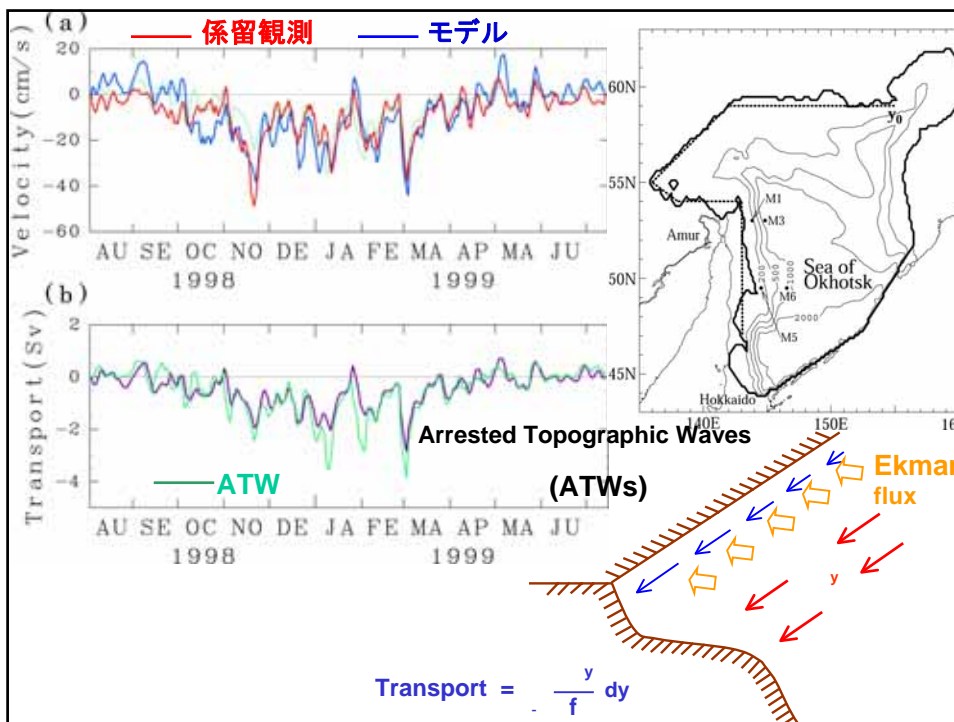 (a)
係留観測
モデル
Velocity(cm/s)
20
0
-20
-40
-60
AU SE OC NO DE JA FE MA AP MA JU
1998 1999
(b)
Transport(Sv)
2
0
-2
-4
ATW
AU SE OC NO DE JA FE MA AP MA JU
1998 1999
60N
55N
50N
45N
y0
M1
M3
Amur
Sea of
Okhotsk
200
500
1000
M6
2000
M5
Hokkaido
140E 150E 16
Arrested Topographic Waves
(ATWs)
Ekman
flux
y
Transport =
y
- f dy